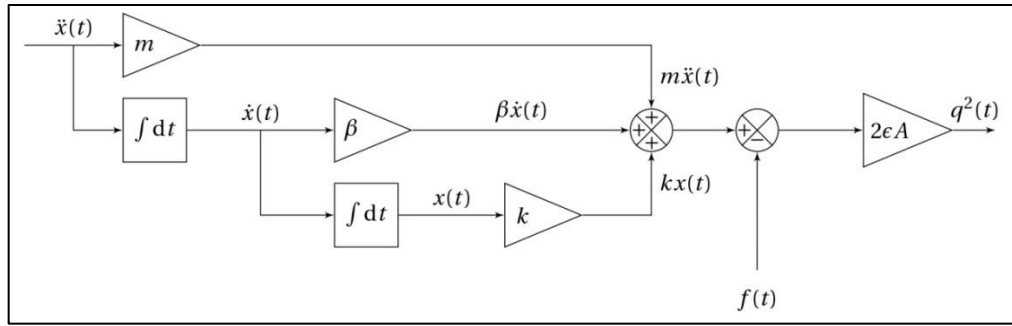 ẍ(t)
m
mẍ(t)
∫ dt
ẋ(t)
β
βẋ(t)
+
+ +
+
+
−
2ϵA
q²(t)
∫ dt
x(t)
k
kx(t)
f(t)